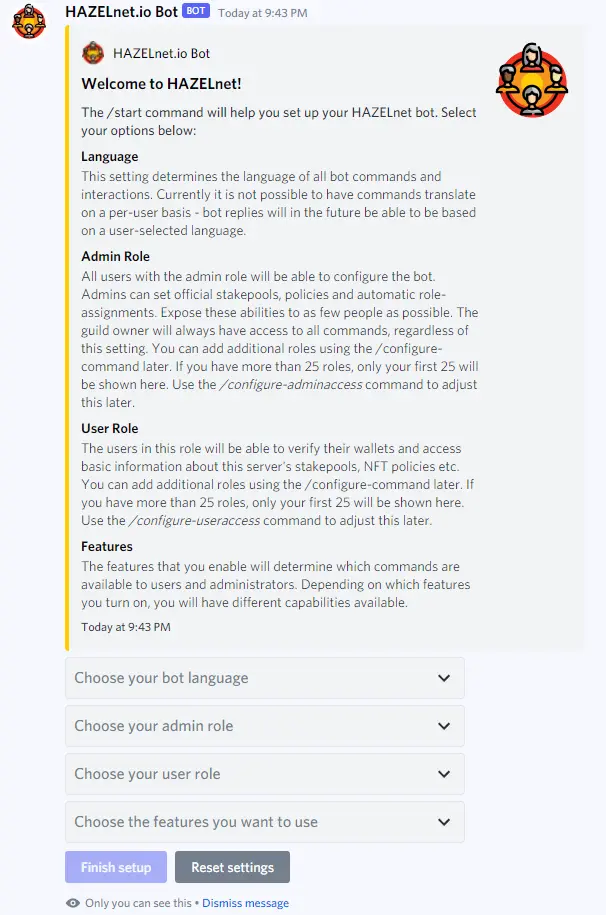 HAZELnet.io Bot BOT Today at 9:43 PM
HAZELnet.io Bot
Welcome to HAZELnet!
The /start command will help you set up your HAZELnet bot. Select
your options below:
Language
This setting determines the language of all bot commands and
interactions. Currently it is not possible to have commands translate
on a per-user basis - bot replies will in the future be able to be based
on a user-selected language.
Admin Role
All users with the admin role will be able to configure the bot.
Admins can set official stakepools, policies and automatic role-
assignments. Expose these abilities to as few people as possible. The
guild owner will always have access to all commands, regardless of
this setting. You can add additional roles using the /configure-
command later. If you have more than 25 roles, only your first 25 will
be shown here. Use the /configure-adminaccess command to adjust
this later.
User Role
The users in this role will be able to verify their wallets and access
basic information about this server's stakepools, NFT policies etc.
You can add additional roles using the /configure-command later. If
you have more than 25 roles, only your first 25 will be shown here.
Use the /configure-useraccess command to adjust this later.
Features
The features that you enable will determine which commands are
available to users and administrators. Depending on which features
you turn on, you will have different capabilities available.
Today at 9:43 PM
Choose your bot language
Choose your admin role
Choose your user role
Choose the features you want to use
Finish setup Reset settings
Only you can see this • Dismiss message